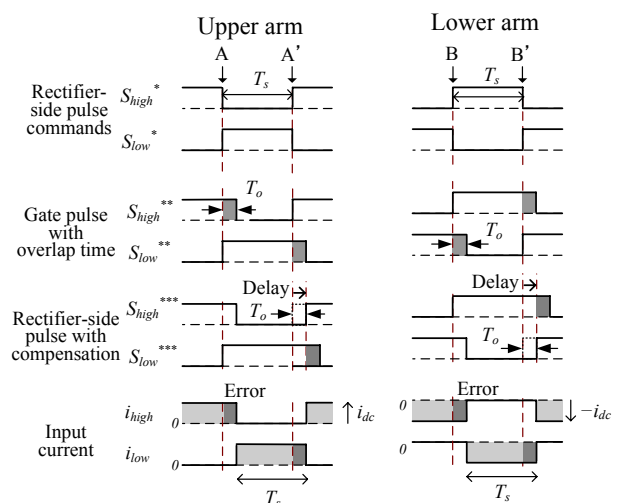 Upper arm
Lower arm
A A'
B B'
Rectifier-
side pulse
commands
S_high*
T_s
T_s
S_low*
Gate pulse
with
overlap time
S_high**
T_o
S_low**
T_o
Rectifier-side
pulse with
compensation
Delay
Delay
S_high***
T_o
T_o
S_low***
Input
current
Error
Error
i_high
0
i_dc
0
−i_dc
i_low
0
0
T_s
T_s